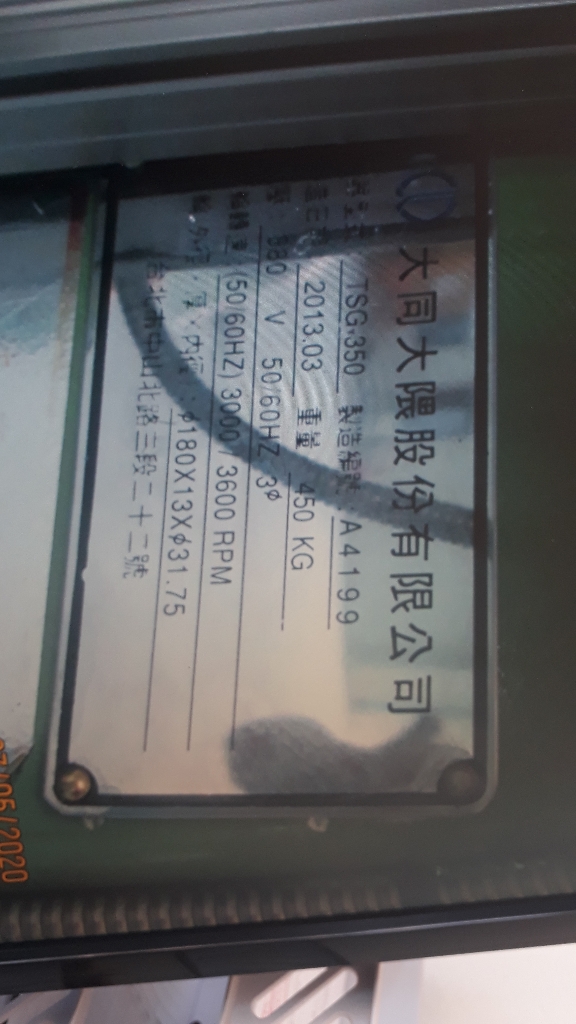 大同大隈股份有限公司
TSG-350 製造編號 A4199
2013.03 重量 450 KG
380 V 50/60HZ 3φ
(50/60HZ) 3000/3600 RPM
外徑×厚×內徑:φ180X13Xφ31.75
台北市中山北路三段二十二號
/05/2020